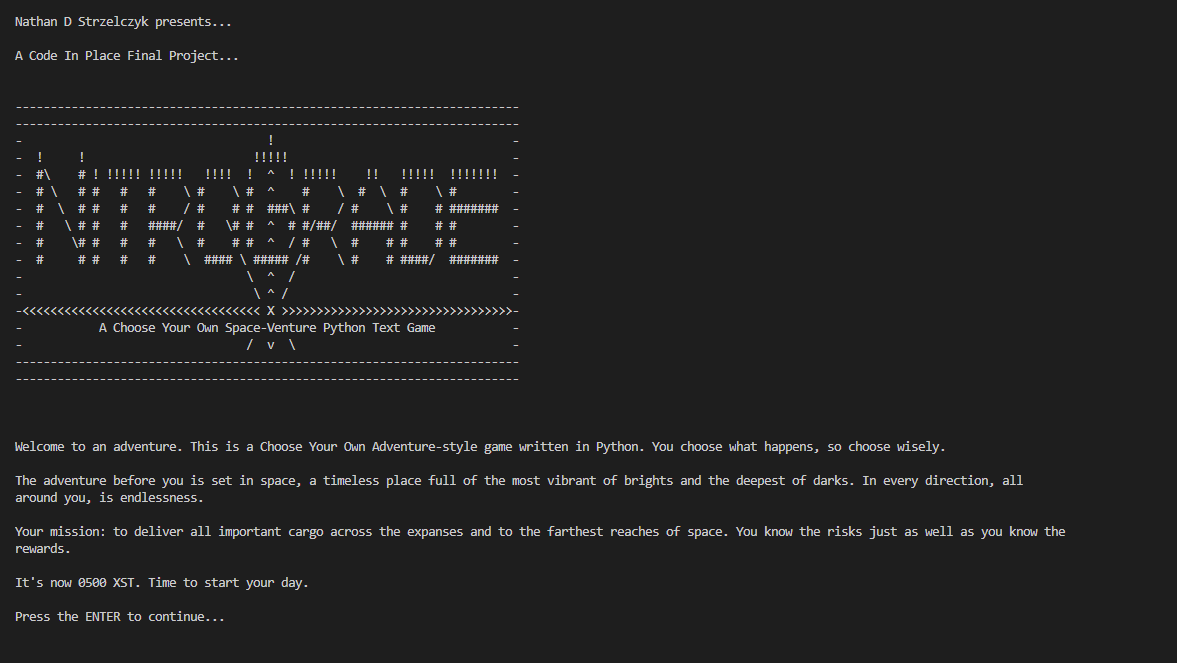 Nathan D Strzelczyk presents...
A Code In Place Final Project...
NITROGRADE
A Choose Your Own Space-Venture Python Text Game
Welcome to an adventure. This is a Choose Your Own Adventure-style game written in Python. You choose what happens, so choose wisely.
The adventure before you is set in space, a timeless place full of the most vibrant of brights and the deepest of darks. In every direction, all
around you, is endlessness.
Your mission: to deliver all important cargo across the expanses and to the farthest reaches of space. You know the risks just as well as you know the
rewards.
It's now 0500 XST. Time to start your day.
Press the ENTER to continue...